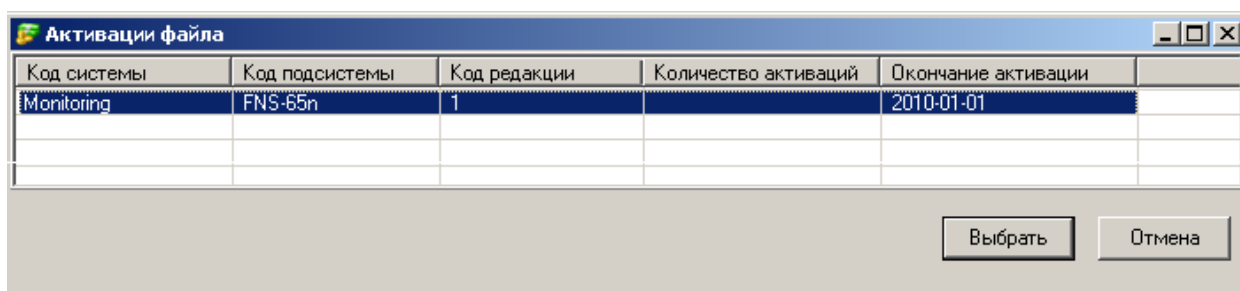 Активации файла
Код системы Код подсистемы Код редакции Количество активаций Окончание активации
Monitoring FNS-65n 1 2010-01-01
Выбрать Отмена